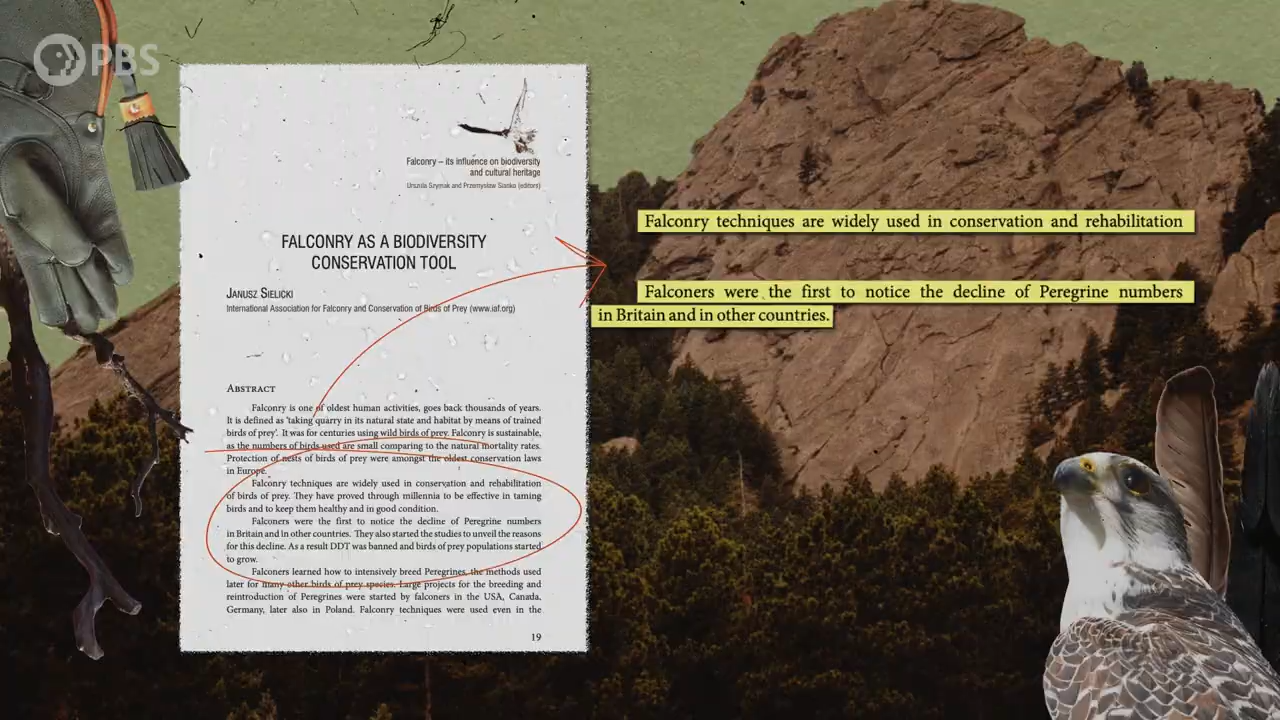 PBS
Falconry – its influence on biodiversity
and cultural heritage
Urszula Szymak and Przemysław Sianko (editors)
FALCONRY AS A BIODIVERSITY
CONSERVATION TOOL
Janusz Sielicki
International Association for Falconry and Conservation of Birds of Prey (www.iaf.org)
Abstract
Falconry is one of oldest human activities, goes back thousands of years.
It is defined as ‘taking quarry in its natural state and habitat by means of trained
birds of prey’. It was for centuries using wild birds of prey. Falconry is sustainable,
as the numbers of birds used are small comparing to the natural mortality rates.
Protection of nests of birds of prey were amongst the oldest conservation laws
in Europe.
Falconry techniques are widely used in conservation and rehabilitation
of birds of prey. They have proved through millennia to be effective in taming
birds and to keep them healthy and in good condition.
Falconers were the first to notice the decline of Peregrine numbers
in Britain and in other countries. They also started the studies to unveil the reasons
for this decline. As a result DDT was banned and birds of prey populations started
to grow.
Falconers learned how to intensively breed Peregrines, the methods used
later for many other birds of prey species. Large projects for the breeding and
reintroduction of Peregrines were started by falconers in the USA, Canada,
Germany, later also in Poland. Falconry techniques were used even in the
19
Falconry techniques are widely used in conservation and rehabilitation
Falconers were the first to notice the decline of Peregrine numbers
in Britain and in other countries.